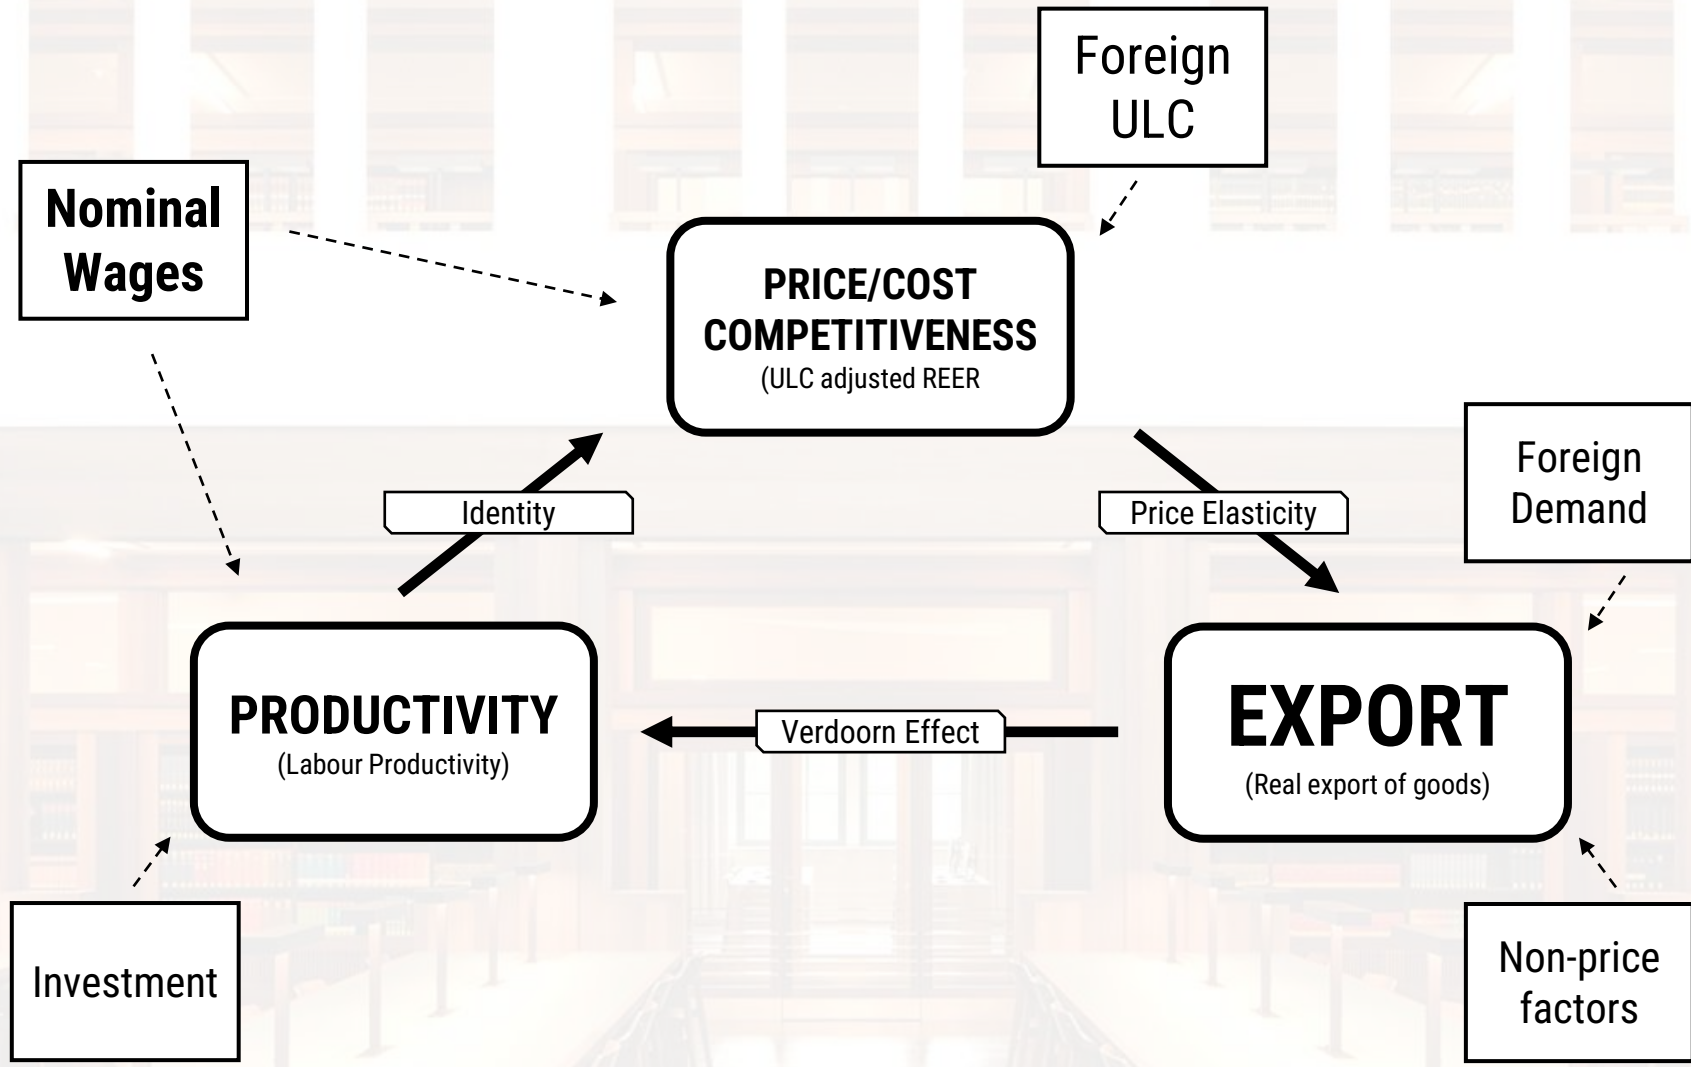 Foreign
ULC
Nominal
Wages
PRICE/COST
COMPETITIVENESS
(ULC adjusted REER
Foreign
Demand
Identity
Price Elasticity
PRODUCTIVITY
(Labour Productivity)
Verdoorn Effect
EXPORT
(Real export of goods)
Investment
Non-price
factors